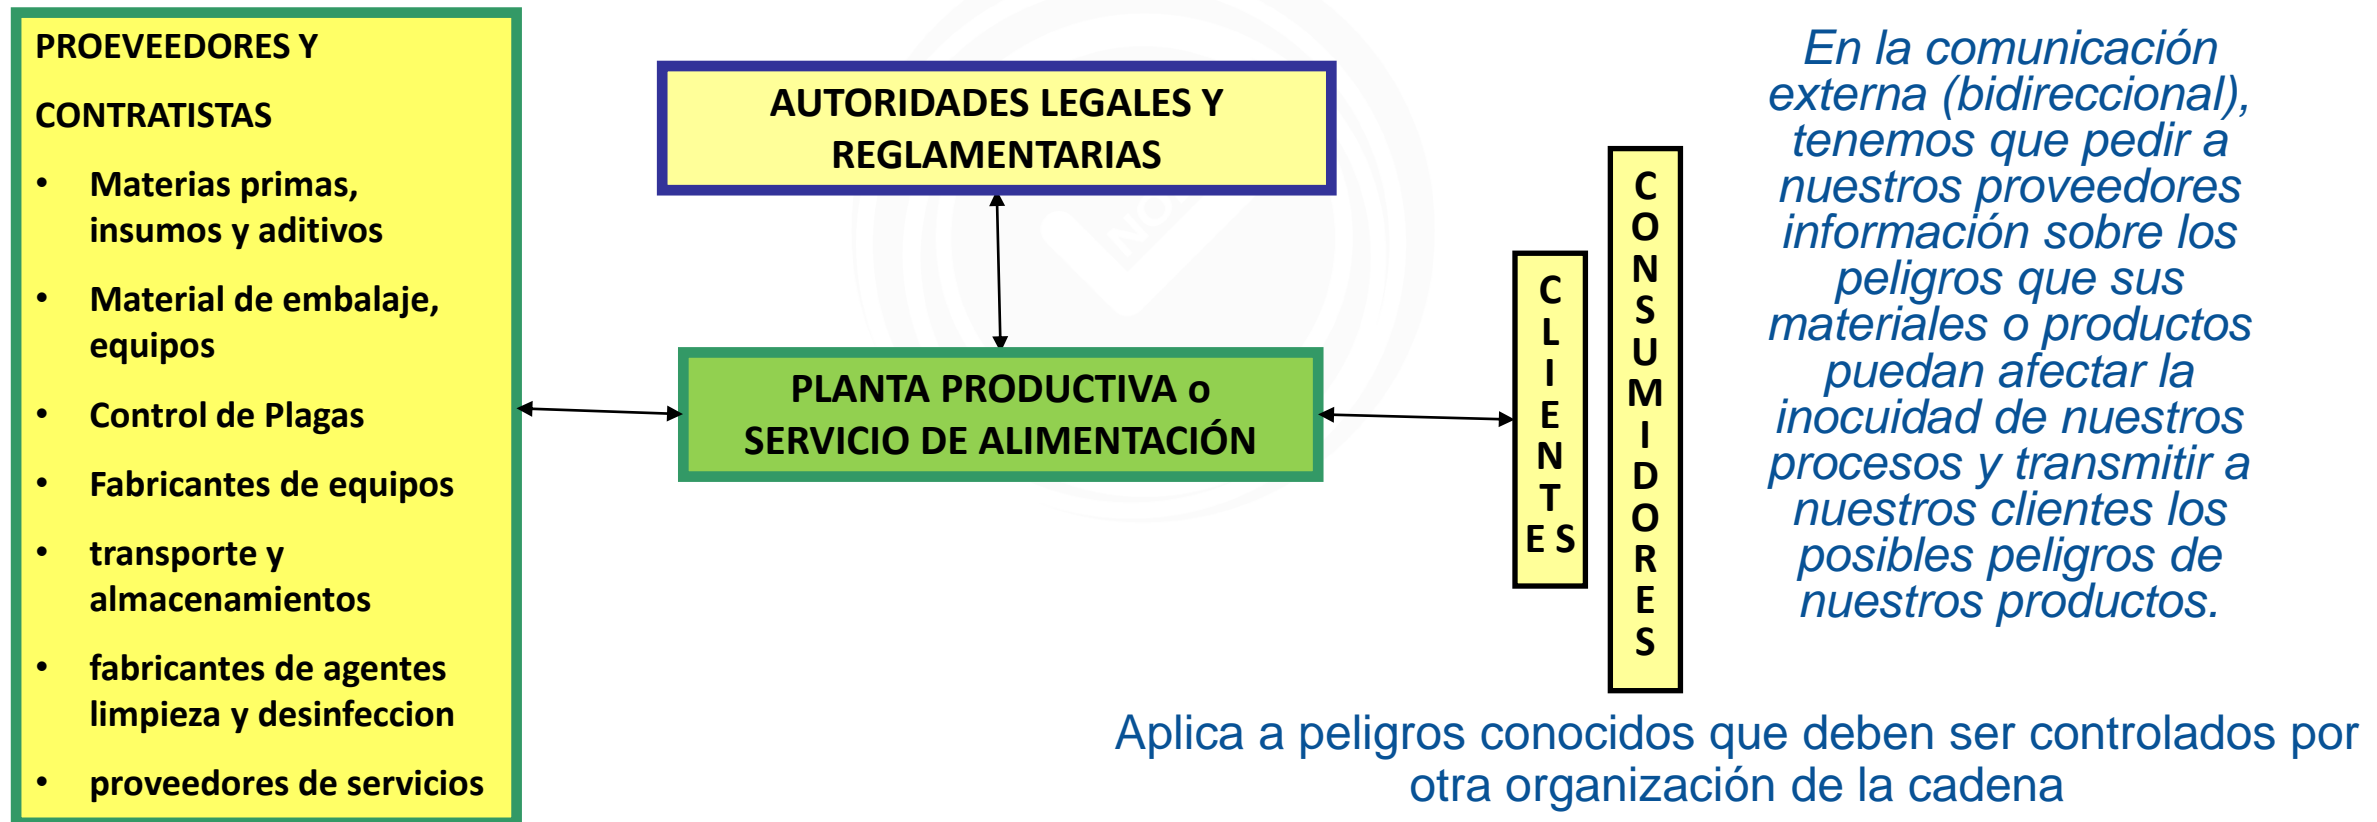 PROEVEEDORES Y
CONTRATISTAS
• Materias primas,
insumos y aditivos
• Material de embalaje,
equipos
• Control de Plagas
• Fabricantes de equipos
• transporte y
almacenamientos
• fabricantes de agentes
limpieza y desinfeccion
• proveedores de servicios
AUTORIDADES LEGALES Y
REGLAMENTARIAS
PLANTA PRODUCTIVA o
SERVICIO DE ALIMENTACIÓN
C
L
I
E
N
T
E S
C
O
N
S
U
M
I
D
O
R
E
S
En la comunicación
externa (bidireccional),
tenemos que pedir a
nuestros proveedores
información sobre los
peligros que sus
materiales o productos
puedan afectar la
inocuidad de nuestros
procesos y transmitir a
nuestros clientes los
posibles peligros de
nuestros productos.
Aplica a peligros conocidos que deben ser controlados por
otra organización de la cadena